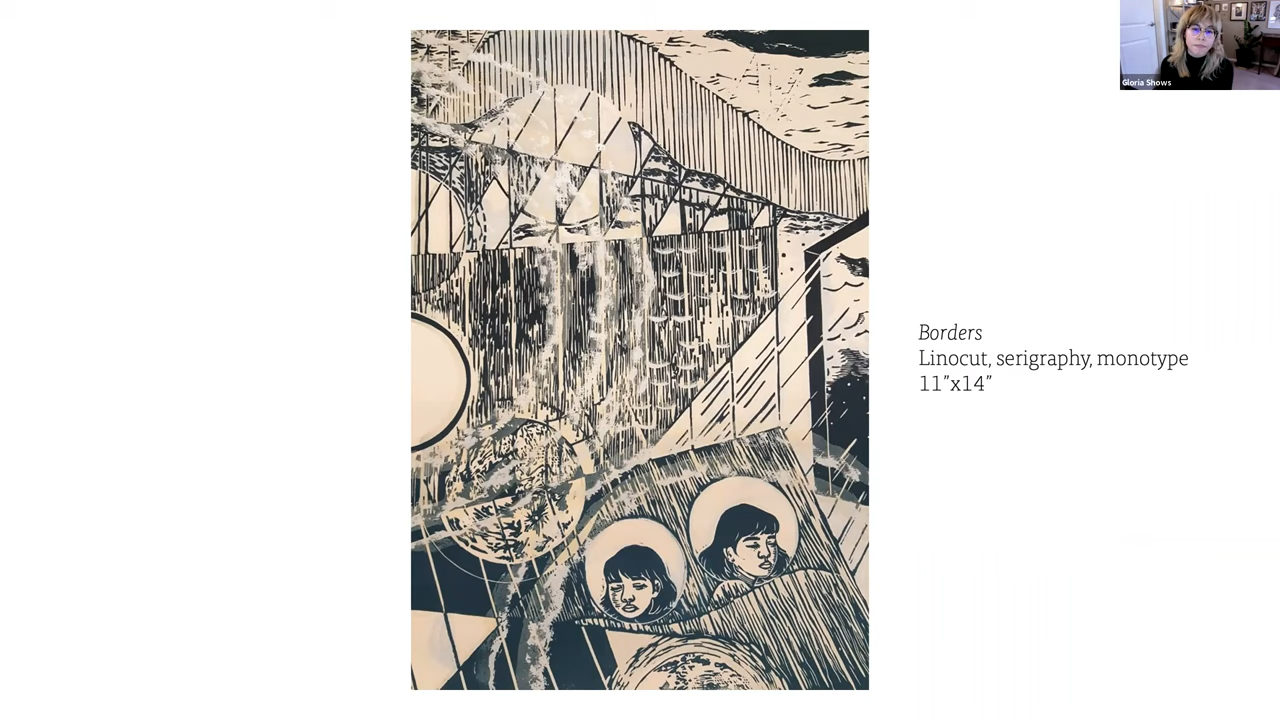 Gloria Shows
Borders
Linocut, serigraphy, monotype
11”x14”